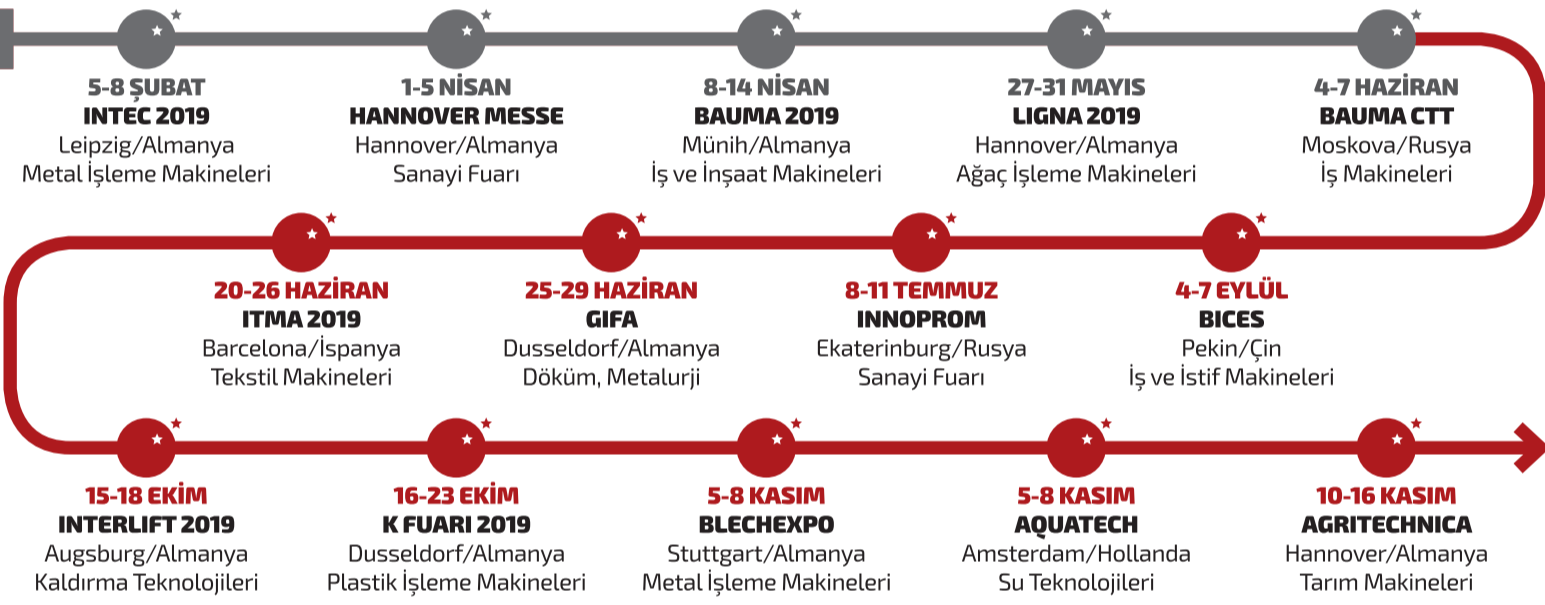 5-8 ŞUBAT
INTEC 2019
Leipzig/Almanya
Metal İşleme Makineleri
1-5 NİSAN
HANNOVER MESSE
Hannover/Almanya
Sanayi Fuarı
8-14 NİSAN
BAUMA 2019
Münih/Almanya
İş ve İnşaat Makineleri
27-31 MAYIS
LIGNA 2019
Hannover/Almanya
Ağaç İşleme Makineleri
4-7 HAZİRAN
BAUMA CTT
Moskova/Rusya
İş Makineleri
20-26 HAZİRAN
ITMA 2019
Barcelona/İspanya
Tekstil Makineleri
25-29 HAZİRAN
GIFA
Dusseldorf/Almanya
Döküm, Metalurji
8-11 TEMMUZ
INNOPROM
Ekaterinburg/Rusya
Sanayi Fuarı
4-7 EYLÜL
BICES
Pekin/Çin
İş ve İstif Makineleri
15-18 EKİM
INTERLIFT 2019
Augsburg/Almanya
Kaldırma Teknolojileri
16-23 EKİM
K FUARI 2019
Dusseldorf/Almanya
Plastik İşleme Makineleri
5-8 KASIM
BLECHEXPO
Stuttgart/Almanya
Metal İşleme Makineleri
5-8 KASIM
AQUATECH
Amsterdam/Hollanda
Su Teknolojileri
10-16 KASIM
AGRITECHNICA
Hannover/Almanya
Tarım Makineleri